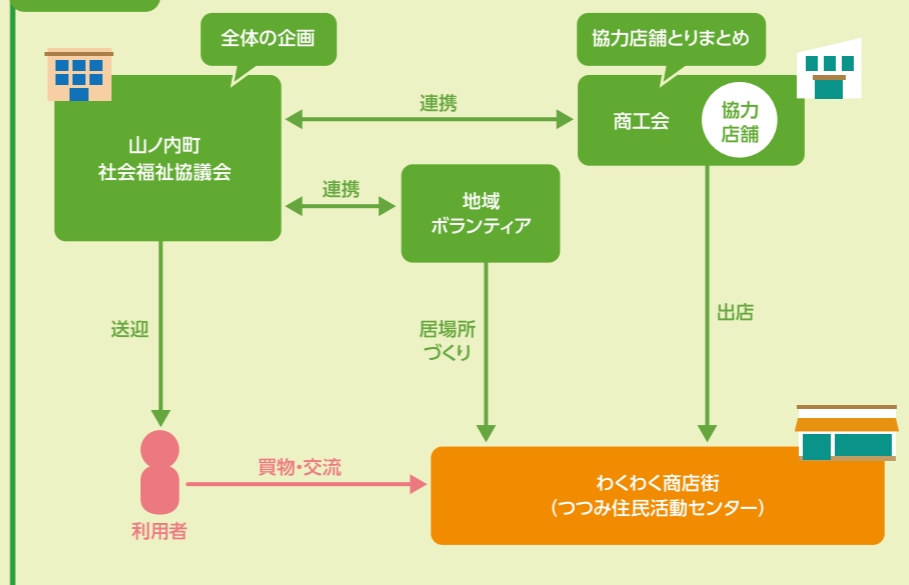 全体の企画
協力店舗とりまとめ
山ノ内町
社会福祉協議会
連携
商工会
協力
店舗
連携
地域
ボランティア
送迎
居場所
づくり
出店
買物・交流
利用者
わくわく商店街
(つつみ住民活動センター)